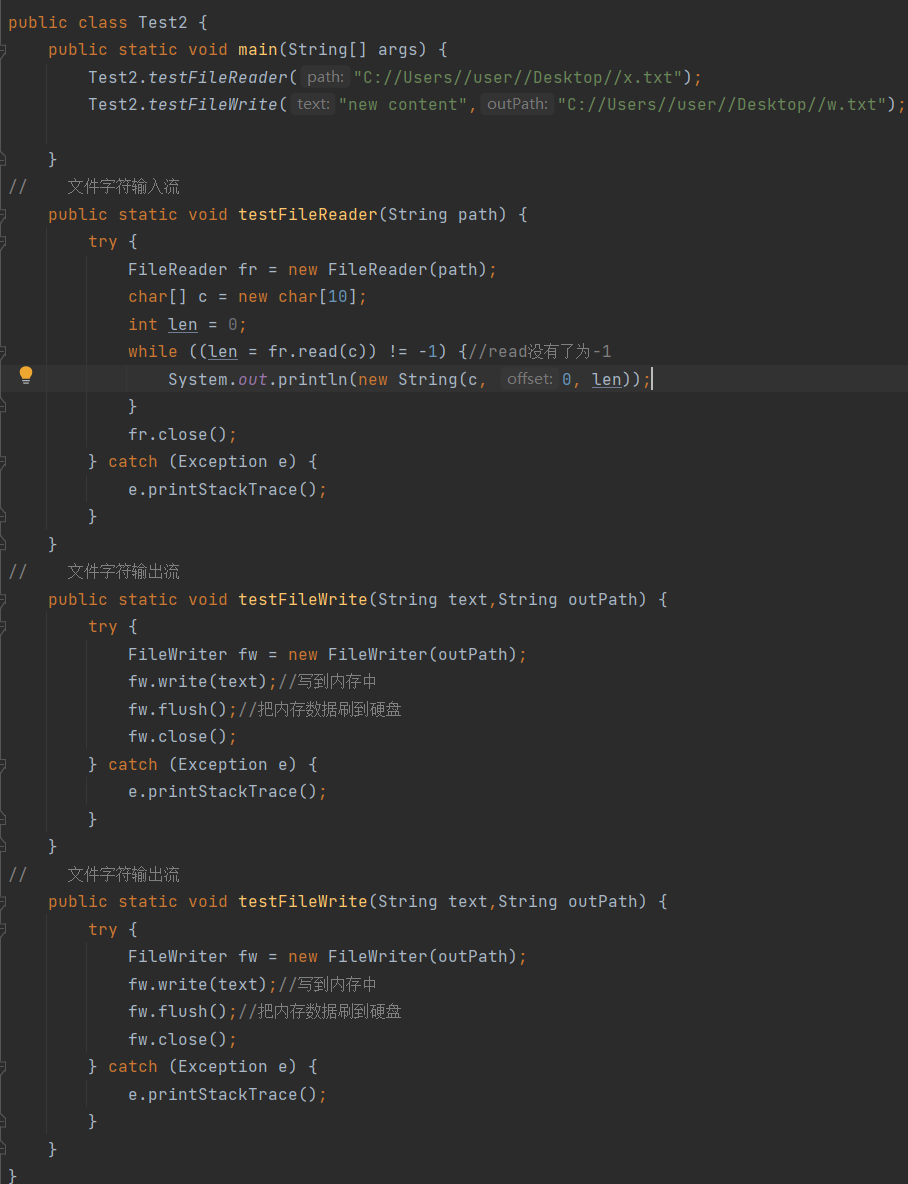 public class Test2 {
public static void main(String[] args) {
Test2.testFileReader( path: "C://Users//user//Desktop//x.txt");
Test2.testFileWrite( text: "new content", outPath: "C://Users//user//Desktop//w.txt");
}
// 文件字符输入流
public static void testFileReader(String path) {
try {
FileReader fr = new FileReader(path);
char[] c = new char[10];
int len = 0;
while ((len = fr.read(c)) != -1) {//read没有了为-1
System.out.println(new String(c, offset: 0, len));
}
fr.close();
} catch (Exception e) {
e.printStackTrace();
}
}
// 文件字符输出流
public static void testFileWrite(String text,String outPath) {
try {
FileWriter fw = new FileWriter(outPath);
fw.write(text);//写到内存中
fw.flush();//把内存数据刷到硬盘
fw.close();
} catch (Exception e) {
e.printStackTrace();
}
}
// 文件字符输出流
public static void testFileWrite(String text,String outPath) {
try {
FileWriter fw = new FileWriter(outPath);
fw.write(text);//写到内存中
fw.flush();//把内存数据刷到硬盘
fw.close();
} catch (Exception e) {
e.printStackTrace();
}
}
}